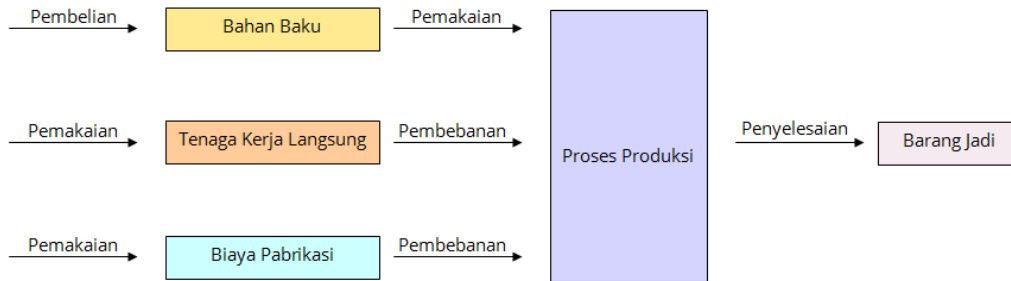 Pembelian
Bahan Baku
Pemakaian
Pemakaian
Tenaga Kerja Langsung
Pembebanan
Proses Produksi
Penyelesaian
Barang Jadi
Pemakaian
Biaya Pabrikasi
Pembebanan